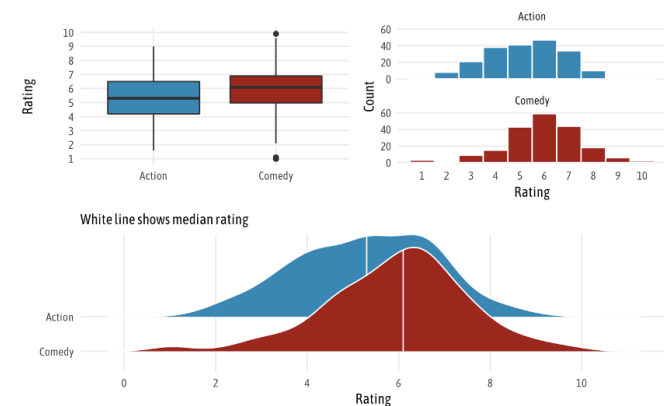 10
9
8
7
6
5
4
3
2
1
Rating
Action Comedy
Action
60
40
20
0
Count
Comedy
60
40
20
0
1 2 3 4 5 6 7 8 9 10
Rating
White line shows median rating
Action
Comedy
0 2 4 6 8 10
Rating